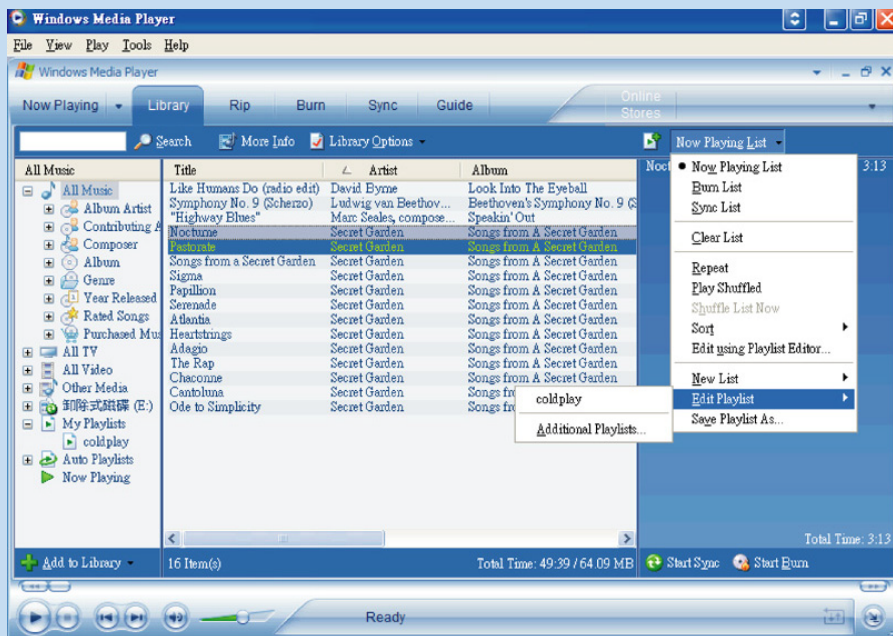 Windows Media Player
File View Play Tools Help
Windows Media Player
Now Playing Library Rip Burn Sync Guide Online Stores
Search More Info Library Options Now Playing List
All Music
All Music
Album Artist
Contributing A
Composer
Album
Genre
Year Released
Rated Songs
Purchased Mu
All TV
All Video
Other Media
卸除式磁碟 (E:)
My Playlists
coldplay
Auto Playlists
Now Playing
Title Artist Album
Like Humans Do (radio edit) David Byrne Look Into The Eyeball
Symphony No. 9 (Scherzo) Ludwig van Beethov... Beethoven's Symphony No. 9 (S
"Highway Blues" Marc Seales, compose... Speakin' Out
Nocturne Secret Garden Songs from A Secret Garden
Pastorale Secret Garden Songs from A Secret Garden
Songs from a Secret Garden Secret Garden Songs from A Secret Garden
Sigma Secret Garden Songs from A Secret Garden
Papillion Secret Garden Songs from A Secret Garden
Serenade Secret Garden Songs from A Secret Garden
Atlantia Secret Garden Songs from A Secret Garden
Heartstrings Secret Garden Songs from A Secret Garden
Adagio Secret Garden Songs from A Secret Garden
The Rap Secret Garden Songs from A Secret Garden
Chaconne Secret Garden Songs from A Secret Garden
Cantoluna Secret Garden Songs fr
Ode to Simplicity Secret Garden Songs fr
Noct 3:13
Now Playing List
Burn List
Sync List
Clear List
Repeat
Play Shuffled
Shuffle List Now
Sort
Edit using Playlist Editor...
New List
Edit Playlist
Save Playlist As...
coldplay
Additional Playlists...
Total Time: 3:13
Add to Library 16 Item(s) Total Time: 49:39 / 64.09 MB Start Sync Start Burn
Ready